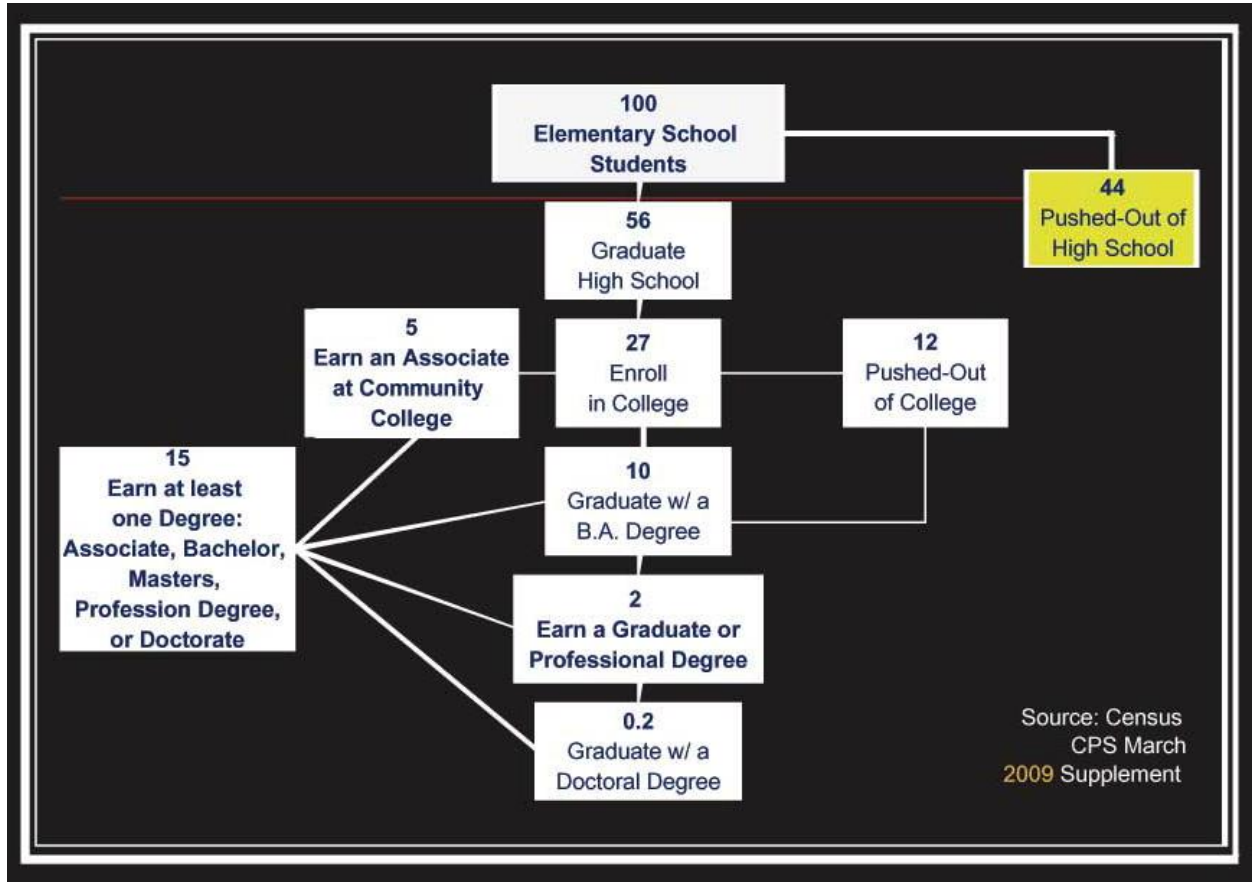 100
Elementary School
Students
44
Pushed-Out of
High School
56
Graduate
High School
5
Earn an Associate
at Community
College
27
Enroll
in College
12
Pushed-Out
of College
15
Earn at least
one Degree:
Associate, Bachelor,
Masters,
Profession Degree,
or Doctorate
10
Graduate w/ a
B.A. Degree
2
Earn a Graduate or
Professional Degree
0.2
Graduate w/ a
Doctoral Degree
Source: Census
CPS March
2009 Supplement